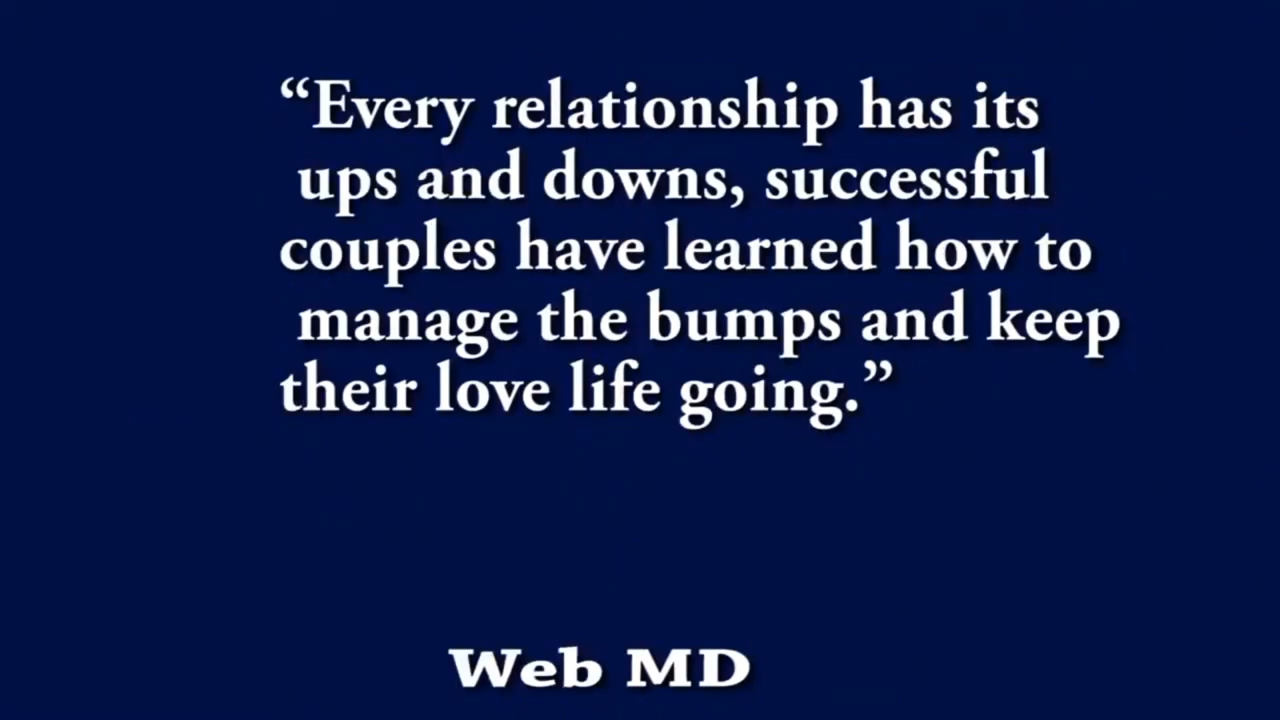 “Every relationship has its
ups and downs, successful
couples have learned how to
manage the bumps and keep
their love life going.”
Web MD